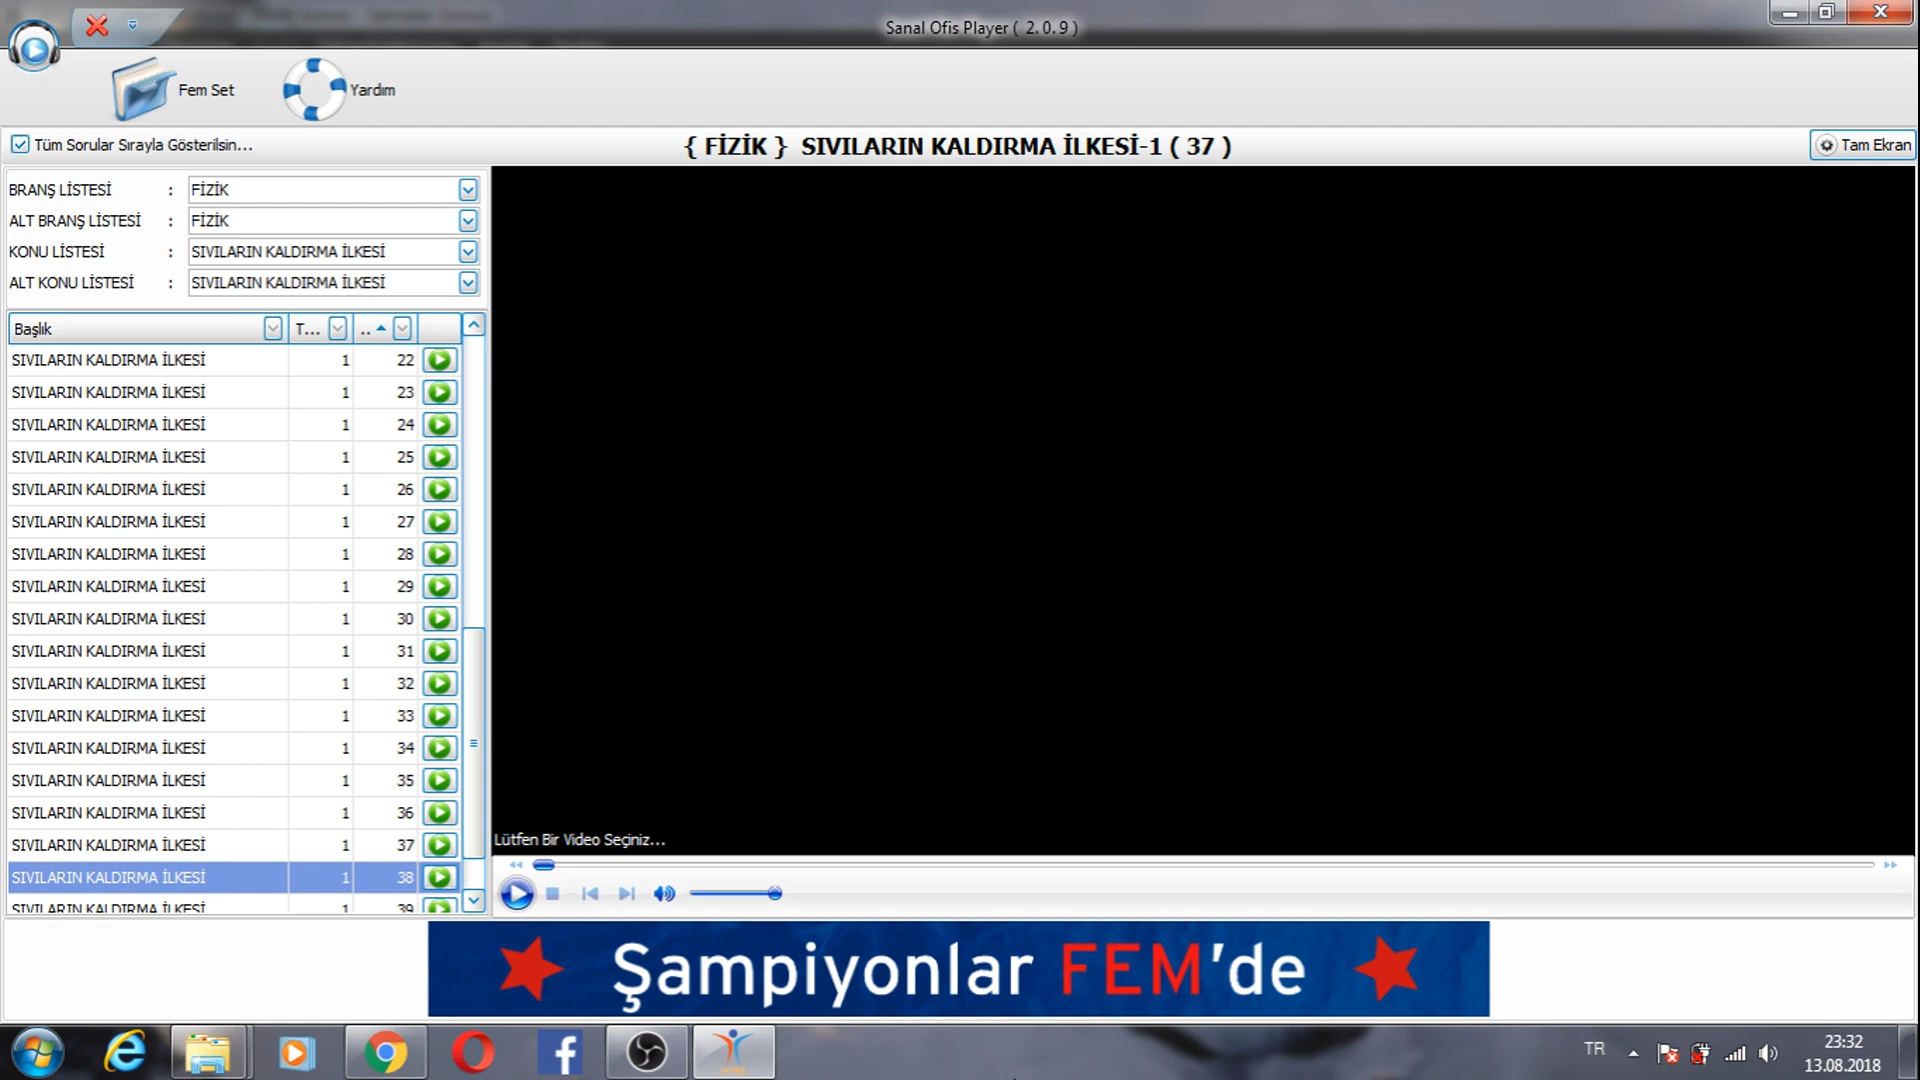 Sanal Ofis Player ( 2.0.9 )
Fem Set
Yardım
Tüm Sorular Sırayla Gösterilsin...
{ FİZİK } SIVILARIN KALDIRMA İLKESİ-1 ( 37 )
Tam Ekran
BRANŞ LİSTESİ : FİZİK
ALT BRANŞ LİSTESİ : FİZİK
KONU LİSTESİ : SIVILARIN KALDIRMA İLKESİ
ALT KONU LİSTESİ : SIVILARIN KALDIRMA İLKESİ
Başlık T... ..
SIVILARIN KALDIRMA İLKESİ 1 22
SIVILARIN KALDIRMA İLKESİ 1 23
SIVILARIN KALDIRMA İLKESİ 1 24
SIVILARIN KALDIRMA İLKESİ 1 25
SIVILARIN KALDIRMA İLKESİ 1 26
SIVILARIN KALDIRMA İLKESİ 1 27
SIVILARIN KALDIRMA İLKESİ 1 28
SIVILARIN KALDIRMA İLKESİ 1 29
SIVILARIN KALDIRMA İLKESİ 1 30
SIVILARIN KALDIRMA İLKESİ 1 31
SIVILARIN KALDIRMA İLKESİ 1 32
SIVILARIN KALDIRMA İLKESİ 1 33
SIVILARIN KALDIRMA İLKESİ 1 34
SIVILARIN KALDIRMA İLKESİ 1 35
SIVILARIN KALDIRMA İLKESİ 1 36
SIVILARIN KALDIRMA İLKESİ 1 37
SIVILARIN KALDIRMA İLKESİ 1 38
SIVILARIN KALDIRMA İLKESİ 1 39
Lütfen Bir Video Seçiniz...
Şampiyonlar FEM'de
TR
23:32
13.08.2018